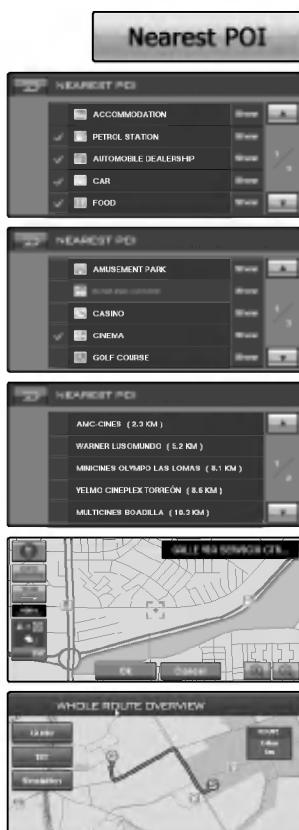 Nearest POI
NEAREST POI
ACCOMMODATION
PETROL STATION
AUTOMOBILE DEALERSHIP
CAR
FOOD
NEAREST POI
AMUSEMENT PARK
CASINO
CINEMA
GOLF COURSE
NEAREST POI
AMC-CINES ( 2.3 KM )
WARNER LUSOMUNDO ( 5.2 KM )
MINICINES OLYMPO LAS LOMAS ( 8.1 KM )
YELMO CINEPLEX TORREÓN ( 8.6 KM )
MULTICINES BOADILLA ( 10.3 KM )
OK
Cancel
WHOLE ROUTE OVERVIEW
Guide
Simulation